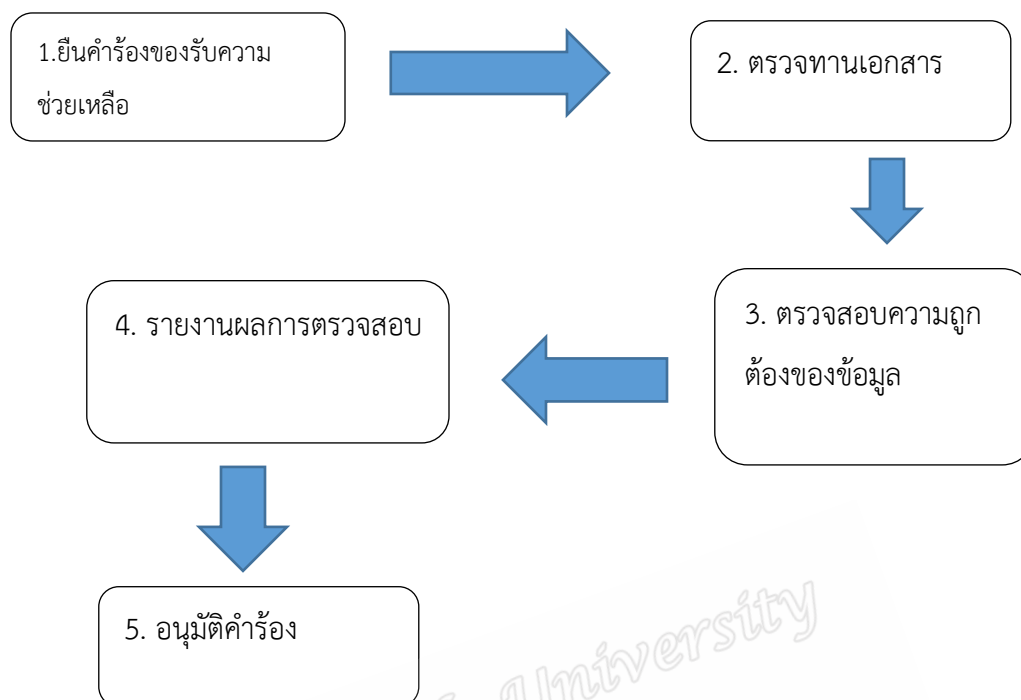 1.ยืนคำร้องของรับความ
ช่วยเหลือ
2. ตรวจทานเอกสาร
3. ตรวจสอบความถูก
ต้องของข้อมูล
4. รายงานผลการตรวจสอบ
5. อนุมัติคำร้อง
University